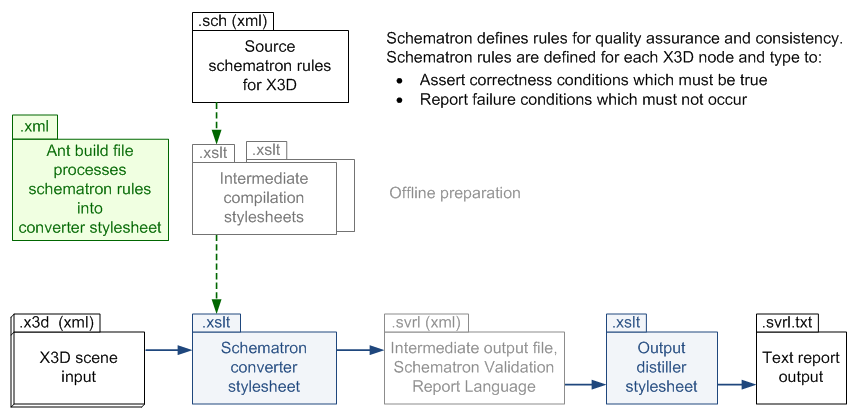 .sch (xml)
Source
schematron rules
for X3D
Schematron defines rules for quality assurance and consistency.
Schematron rules are defined for each X3D node and type to:
• Assert correctness conditions which must be true
• Report failure conditions which must not occur
.xml
Ant build file
processes
schematron rules
into
converter stylesheet
.xslt
.xslt
Intermediate
compilation
stylesheets
Offline preparation
.x3d (xml)
X3D scene
input
.xslt
Schematron
converter
stylesheet
.svrl (xml)
Intermediate output file,
Schematron Validation
Report Language
.xslt
Output
distiller
stylesheet
.svrl.txt
Text report
output